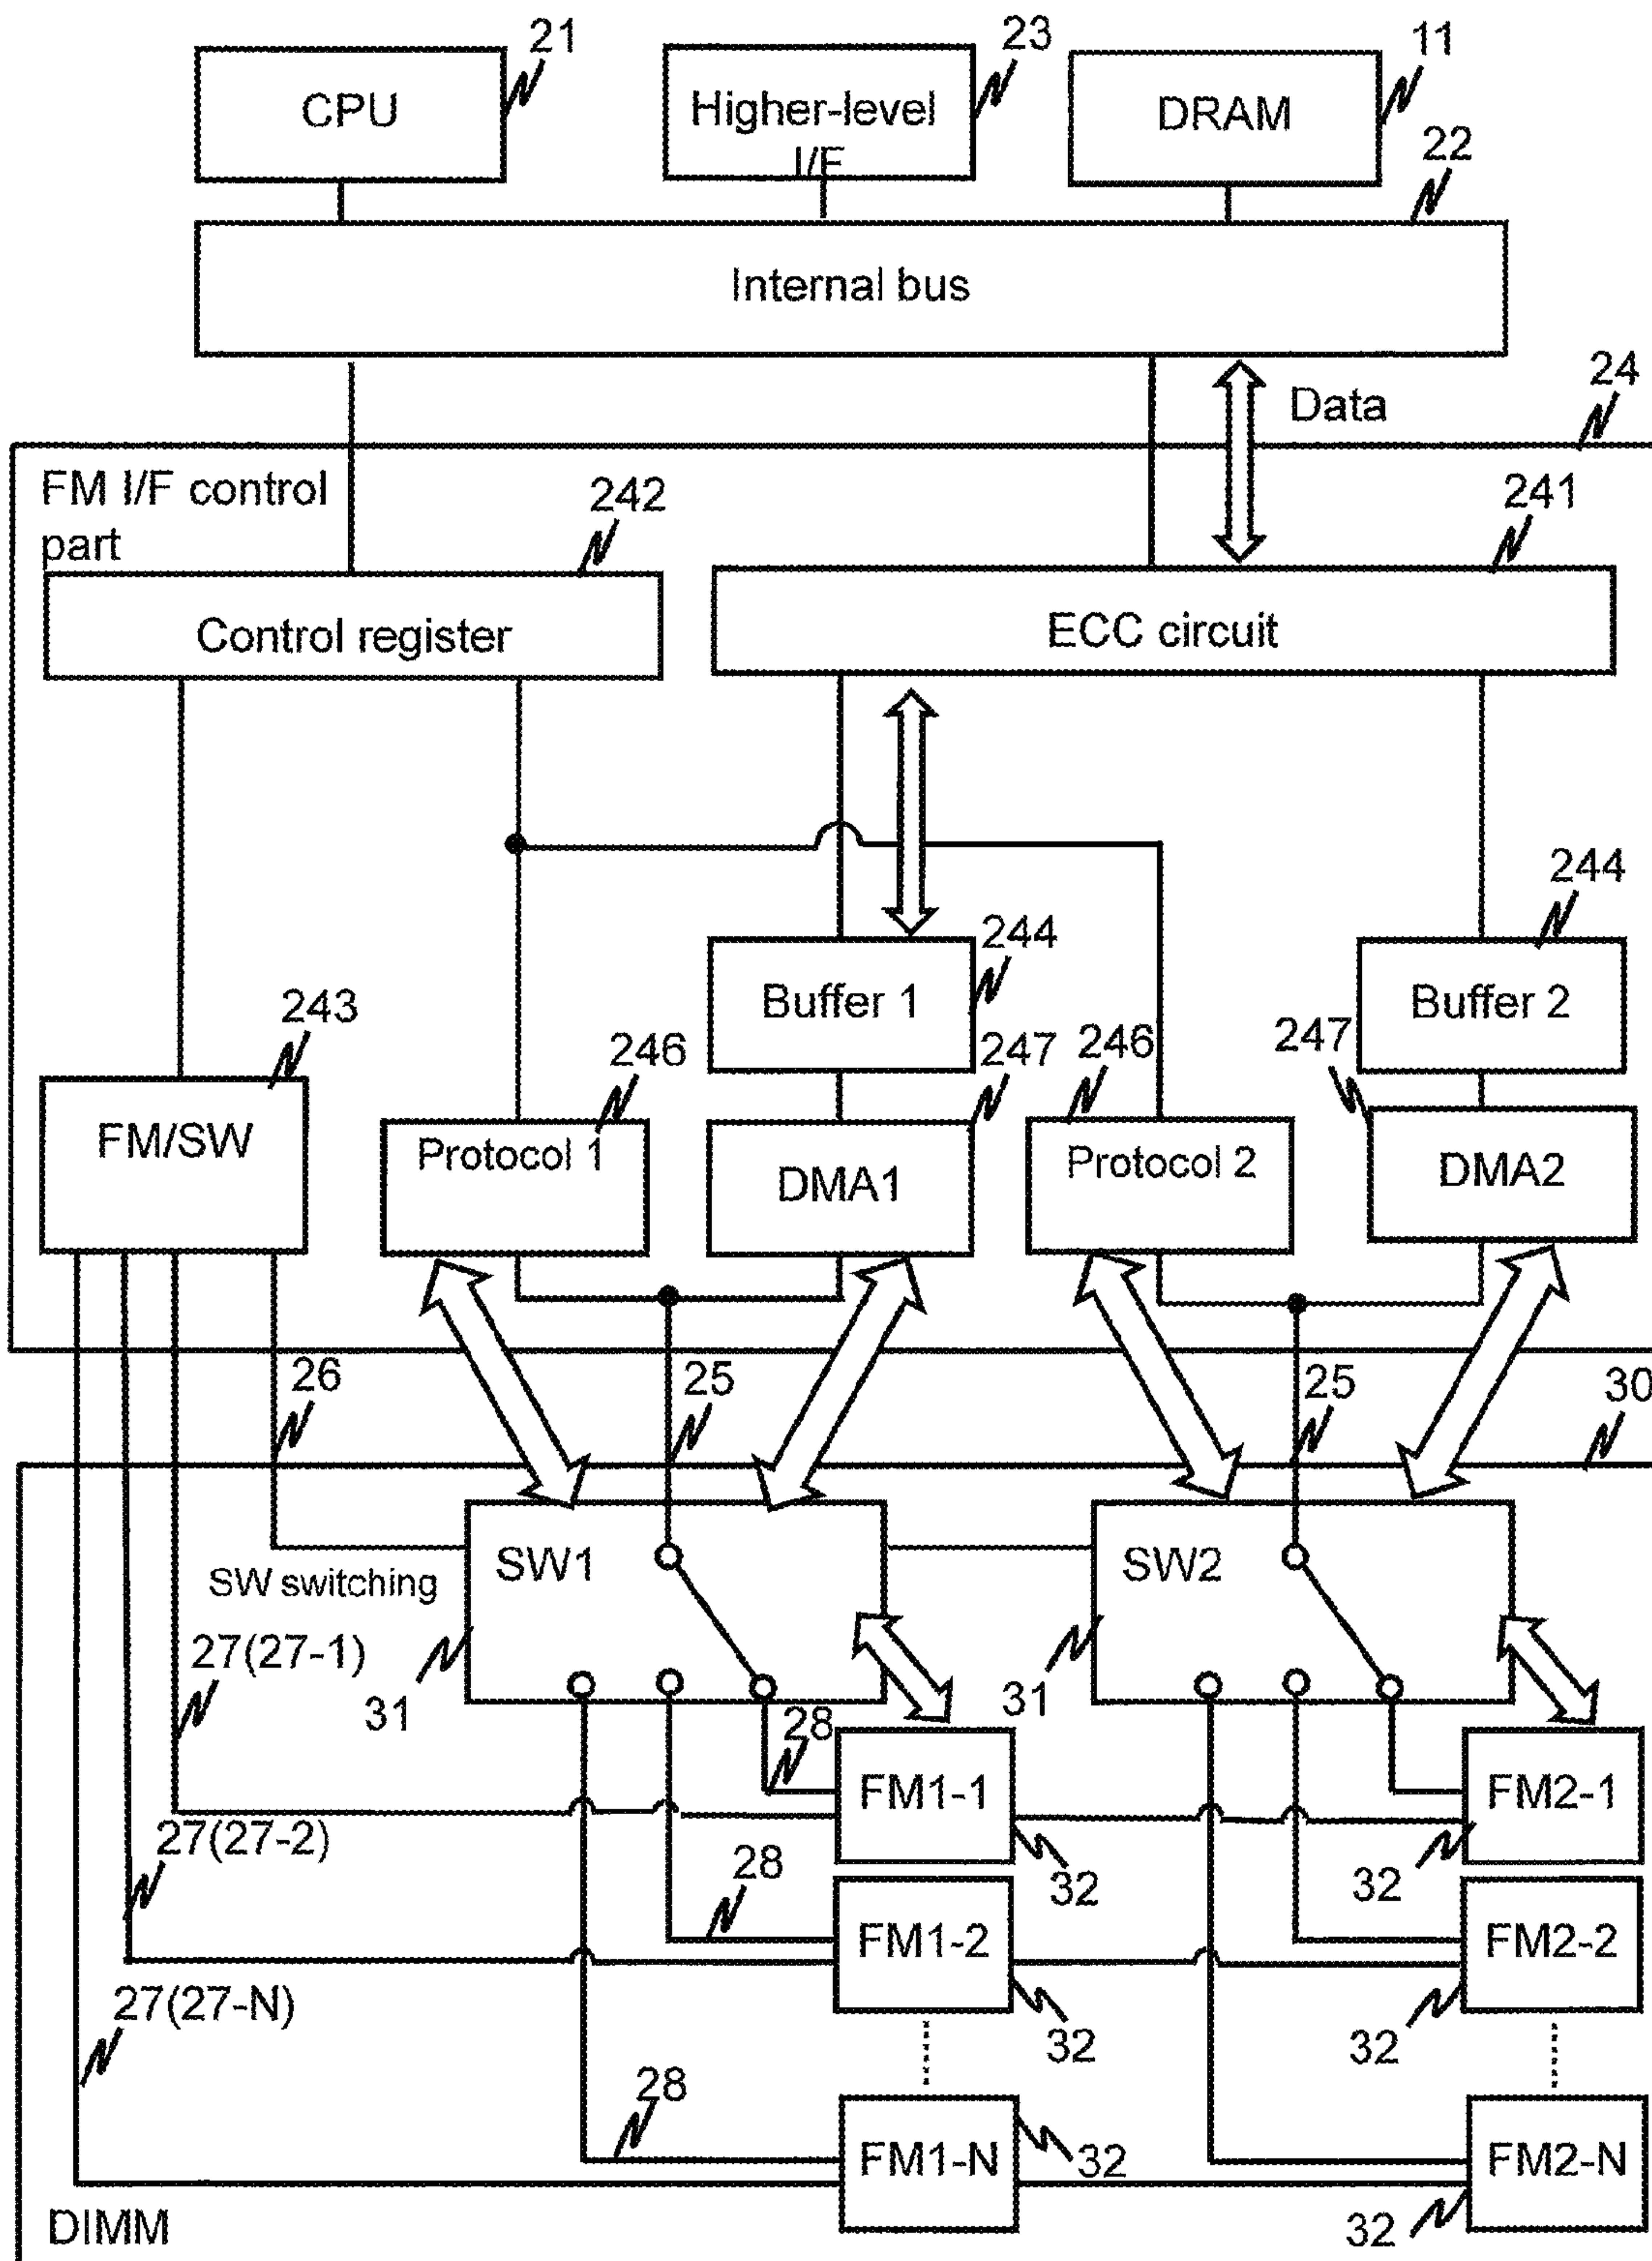 21
23
11
CPU
Higher-level
I/F
DRAM
22
Internal bus
Data
24
FM I/F control
part
242
241
Control register
ECC circuit
244
244
Buffer 1
Buffer 2
243
246
247
246
247
FM/SW
Protocol 1
DMA1
Protocol 2
DMA2
26
25
25
30
SW1
SW2
SW switching
27(27-1)
31
31
28
FM1-1
FM2-1
27(27-2)
28
32
32
FM1-2
FM2-2
27(27-N)
32
32
28
FM1-N
32
FM2-N
32
DIMM